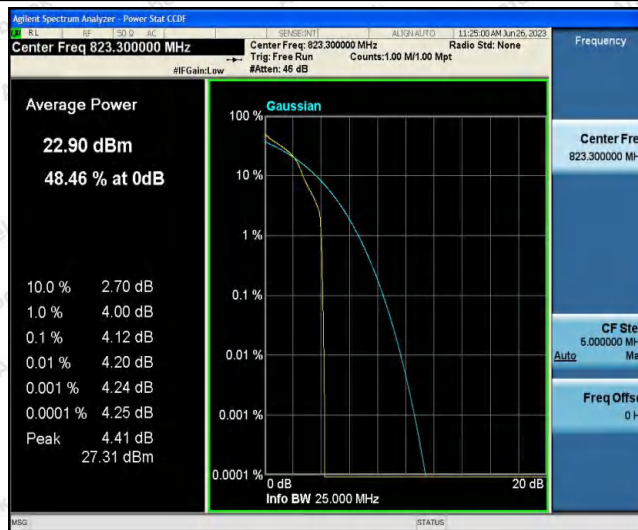 Agilent Spectrum Analyzer - Power Stat CCDF
RL RF 50 Ω AC SENSE:INT ALIGN AUTO 11:25:00 AM Jun 26, 2023
Center Freq 823.300000 MHz
Center Freq: 823.300000 MHz Radio Std: None
Trig: Free Run Counts:1.00 M/1.00 Mpt
#IFGain:Low #Atten: 46 dB
Frequency
Average Power
22.90 dBm
48.46 % at 0dB
10.0 % 2.70 dB
1.0 % 4.00 dB
0.1 % 4.12 dB
0.01 % 4.20 dB
0.001 % 4.24 dB
0.0001 % 4.25 dB
Peak 4.41 dB
27.31 dBm
Gaussian
100 %
10 %
1 %
0.1 %
0.01 %
0.001 %
0.0001 %
0 dB 20 dB
Info BW 25.000 MHz
Center Fre
823.300000 MH
CF Ste
5.000000 MH
Auto Ma
Freq Offse
0 H
MSG STATUS